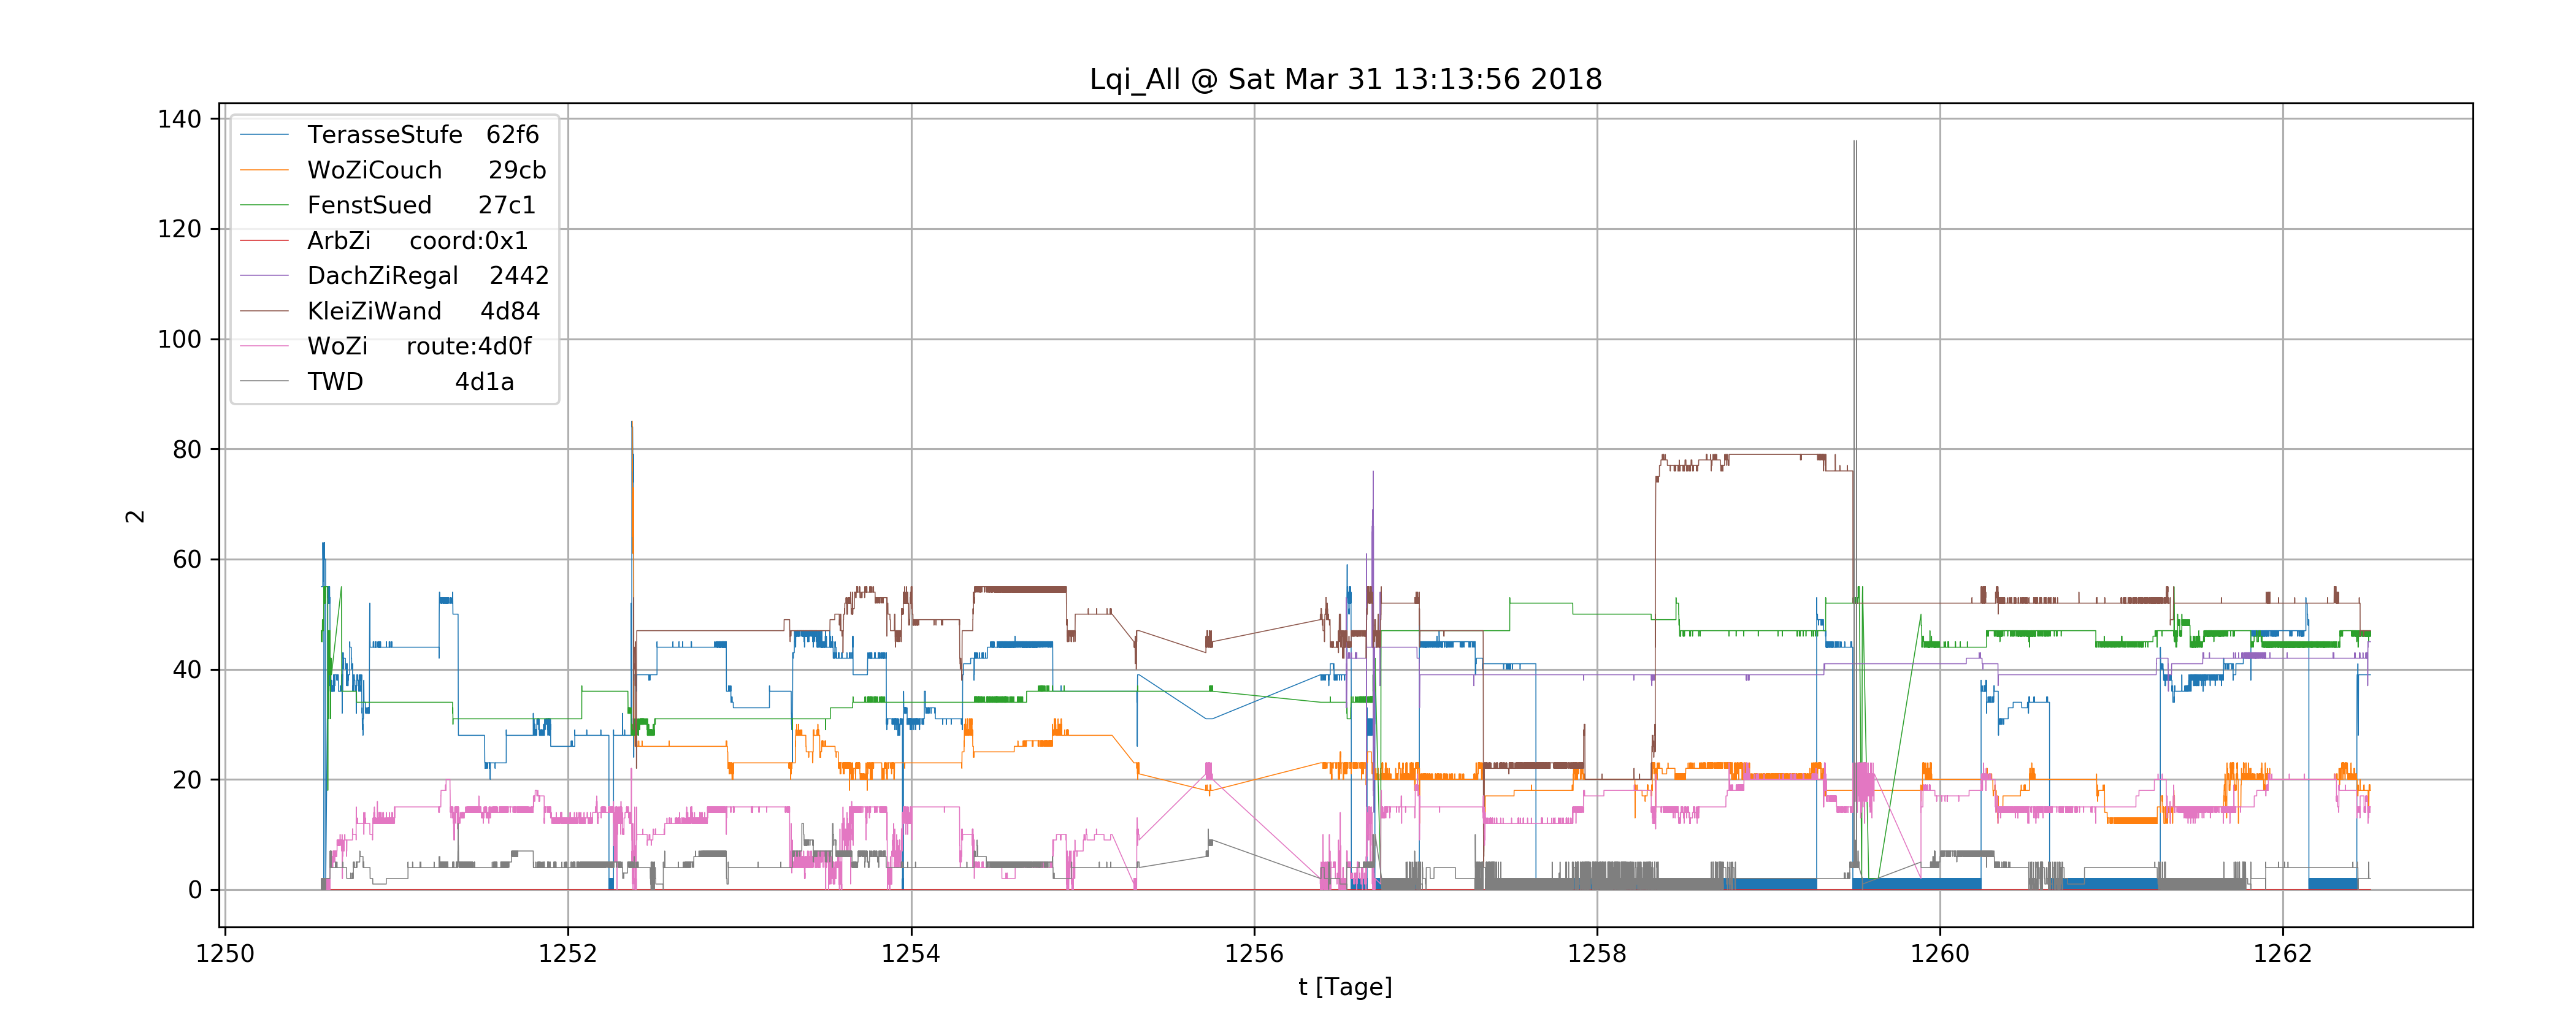 Lqi_All @ Sat Mar 31 13:13:56 2018
140
120
100
80
60
40
20
0
2
TerasseStufe 62f6
WoZiCouch 29cb
FenstSued 27c1
ArbZi coord:0x1
DachZiRegal 2442
KleiZiWand 4d84
WoZi route:4d0f
TWD 4d1a
1250 1252 1254 1256 1258 1260 1262
t [Tage]